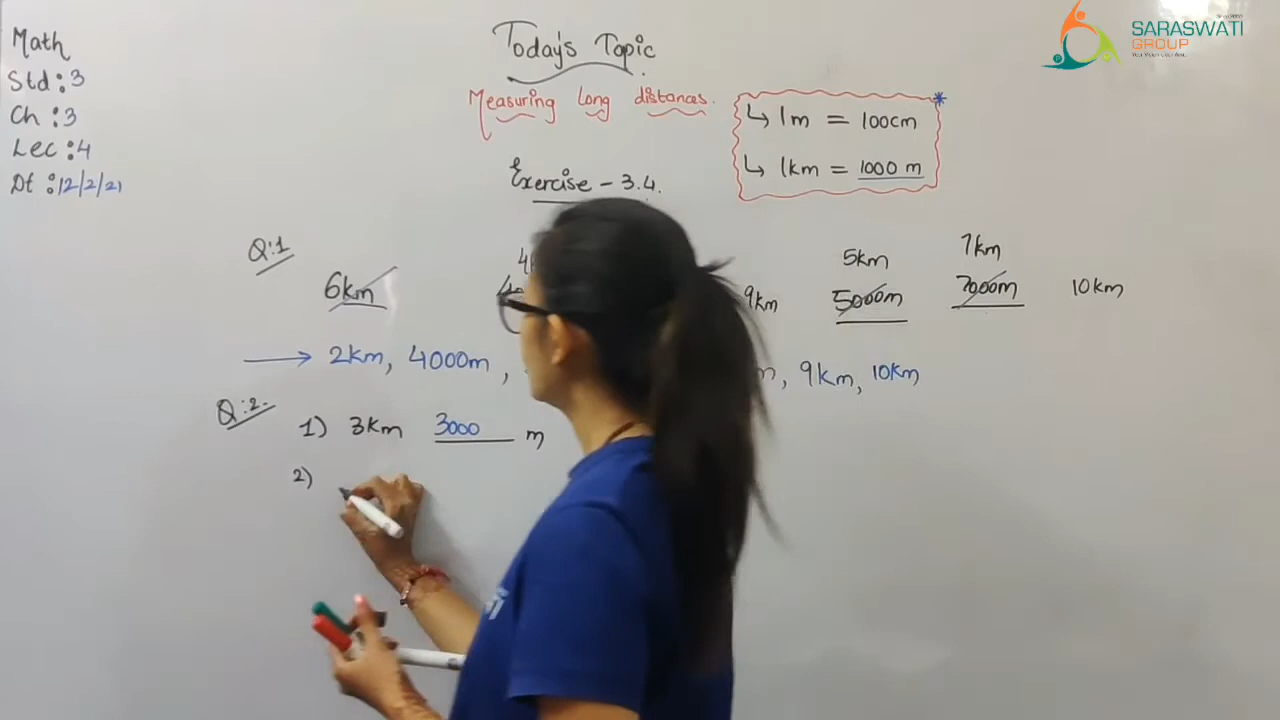 Math
Std : 3
Ch : 3
Lec : 4
Dt : 12/2/21
Today's Topic
Measuring long distances.
↳ 1m = 100cm
↳ 1km = 1000 m
Exercise - 3.4.
SARASWATI
GROUP
Q:1
5km 7km
6km 9km 5000m 7000m 10km
→ 2km, 4000m, m, 9km, 10km
Q:2.
1) 3km 3000 m
2)